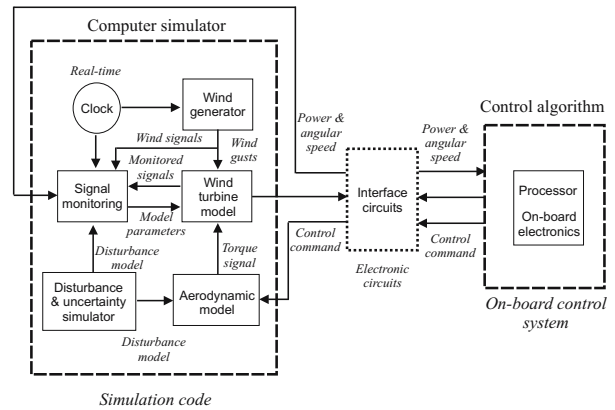 Computer simulator
Real-time
Clock
Wind
generator
Wind signals
Wind
gusts
Monitored
signals
Signal
monitoring
Wind
turbine
model
Model
parameters
Disturbance
model
Torque
signal
Disturbance
& uncertainty
simulator
Aerodynamic
model
Disturbance
model
Simulation code
Power &
angular
speed
Interface
circuits
Control
command
Electronic
circuits
Power &
angular
speed
Control
command
Control algorithm
Processor
On-board
electronics
On-board control
system